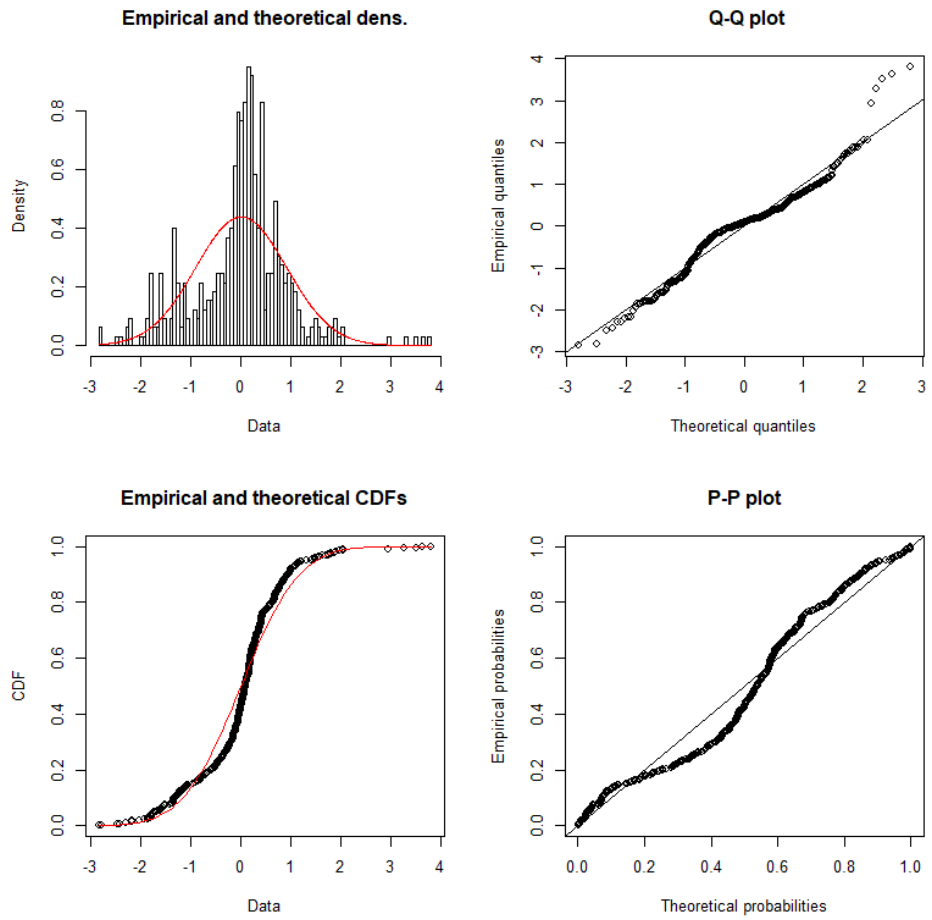 Empirical and theoretical dens.
Density
0.0 0.2 0.4 0.6 0.8
-3 -2 -1 0 1 2 3 4
Data
Q-Q plot
Empirical quantiles
-3 -2 -1 0 1 2 3 4
-3 -2 -1 0 1 2 3
Theoretical quantiles
Empirical and theoretical CDFs
CDF
0.0 0.2 0.4 0.6 0.8 1.0
-3 -2 -1 0 1 2 3 4
Data
P-P plot
Empirical probabilities
0.0 0.2 0.4 0.6 0.8 1.0
0.0 0.2 0.4 0.6 0.8 1.0
Theoretical probabilities